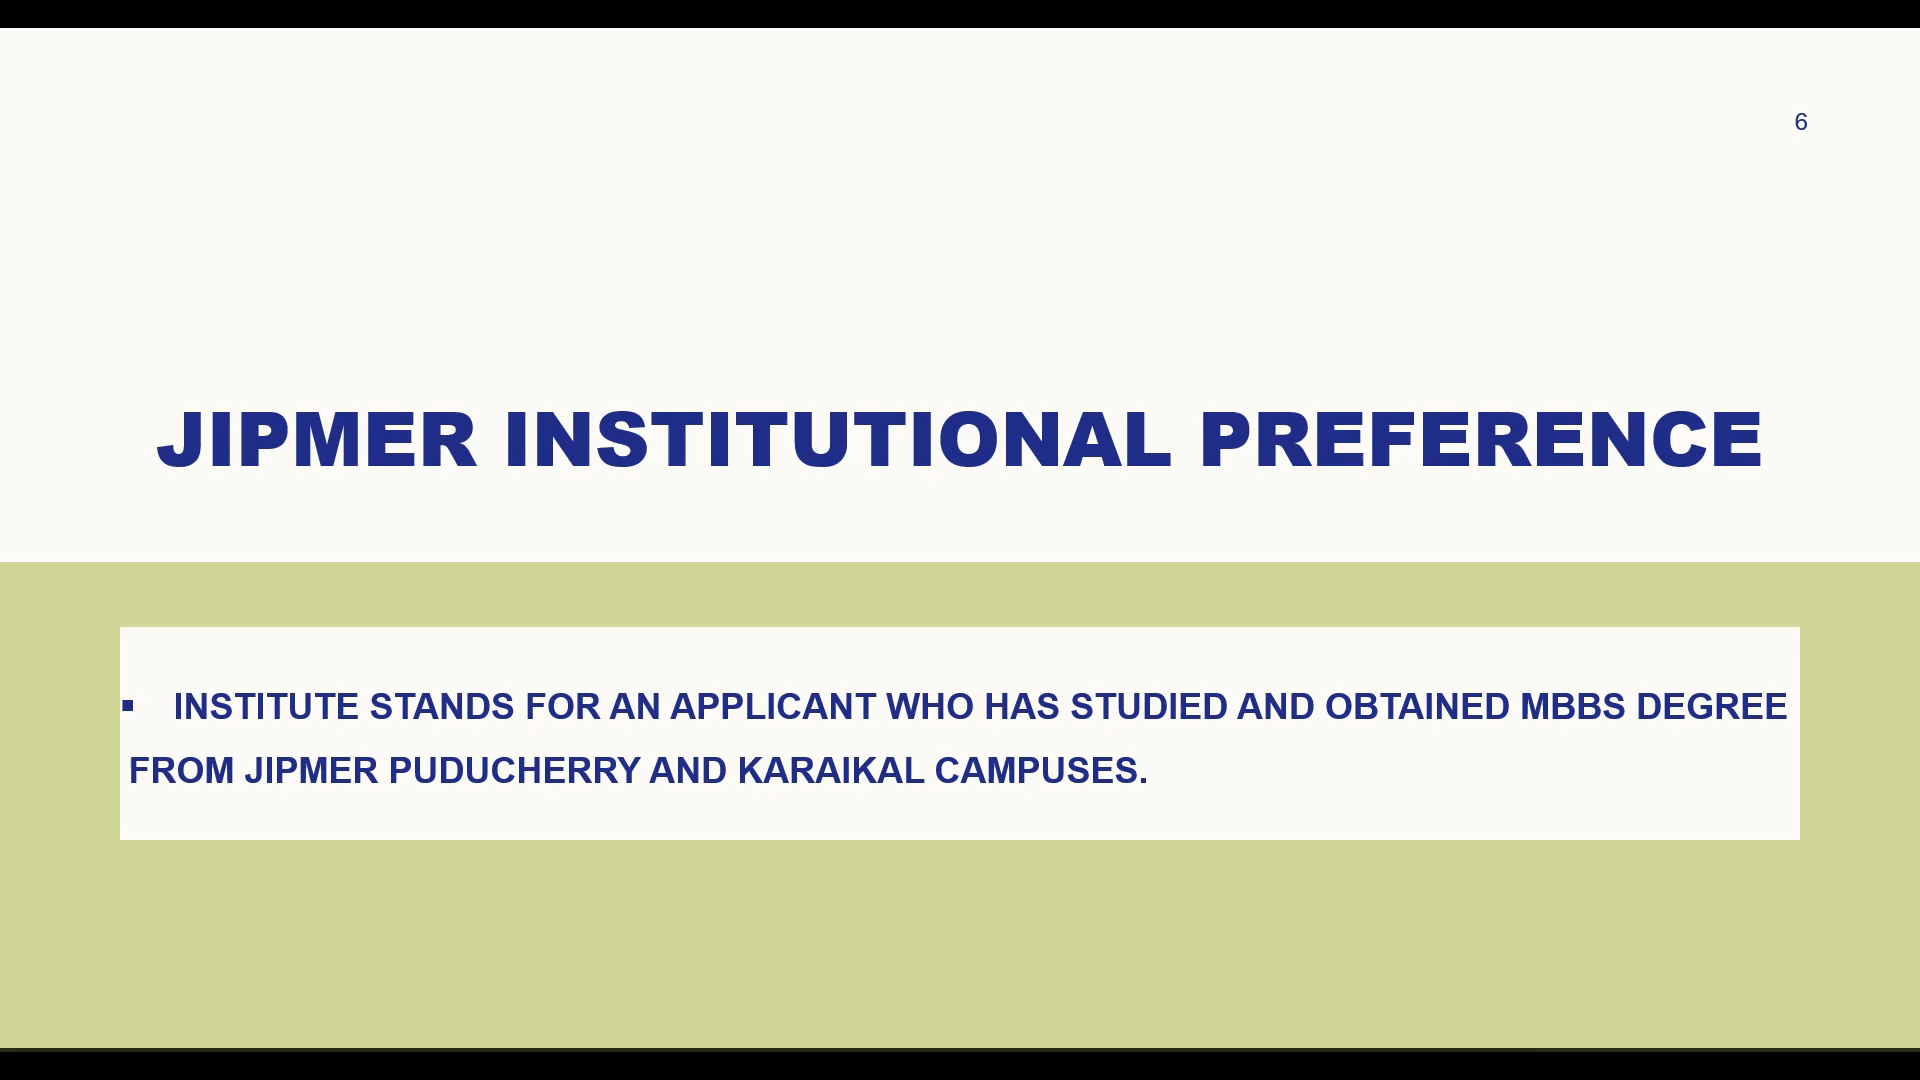 6
JIPMER INSTITUTIONAL PREFERENCE
▪ INSTITUTE STANDS FOR AN APPLICANT WHO HAS STUDIED AND OBTAINED MBBS DEGREE
FROM JIPMER PUDUCHERRY AND KARAIKAL CAMPUSES.